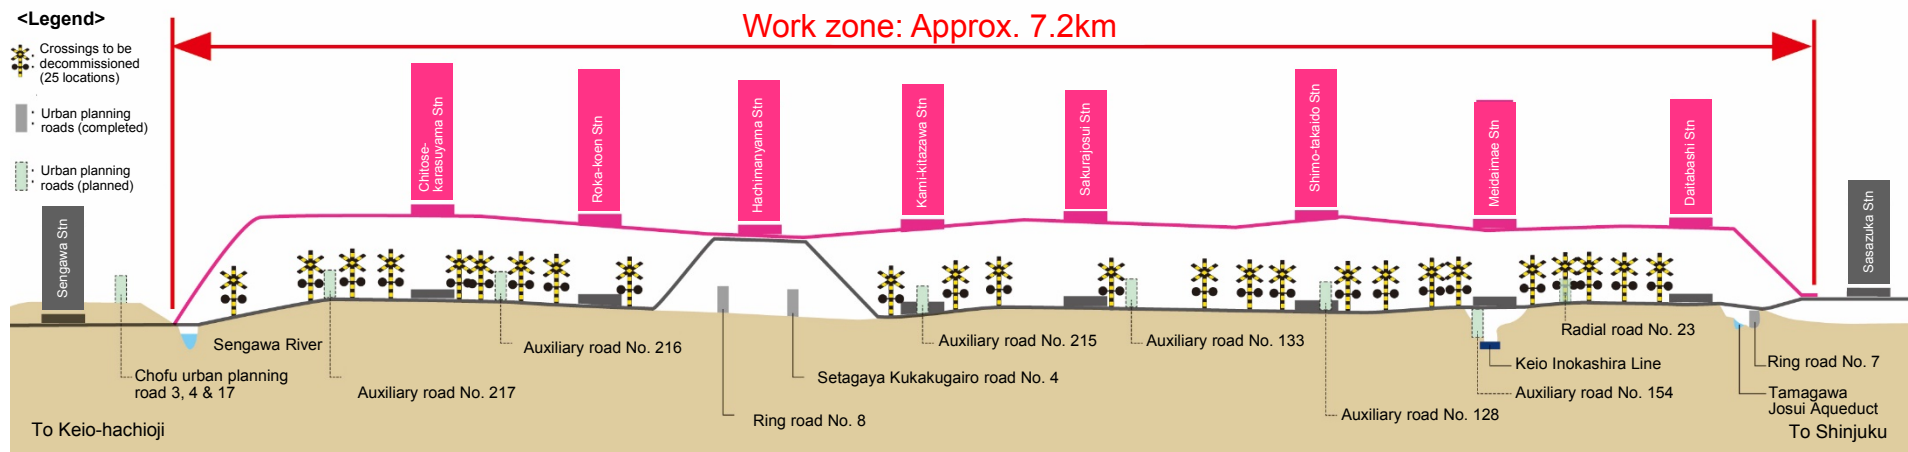 <Legend>
Crossings to be
decommissioned
(25 locations)
Urban planning
roads (completed)
Urban planning
roads (planned)
Work zone: Approx. 7.2km
Sengawa Stn
Chitose-
karasuyama Stn
Roka-koen Stn
Hachimanyama Stn
Kami-kitazawa Stn
Sakurajosui Stn
Shimo-takaido Stn
Meidaimae Stn
Daitabashi Stn
Sasazuka Stn
Sengawa River
Chofu urban planning
road 3, 4 & 17
Auxiliary road No. 217
Auxiliary road No. 216
Ring road No. 8
Setagaya Kukakugairo road No. 4
Auxiliary road No. 215
Auxiliary road No. 133
Auxiliary road No. 128
Radial road No. 23
Keio Inokashira Line
Auxiliary road No. 154
Ring road No. 7
Tamagawa
Josui Aqueduct
To Keio-hachioji
To Shinjuku